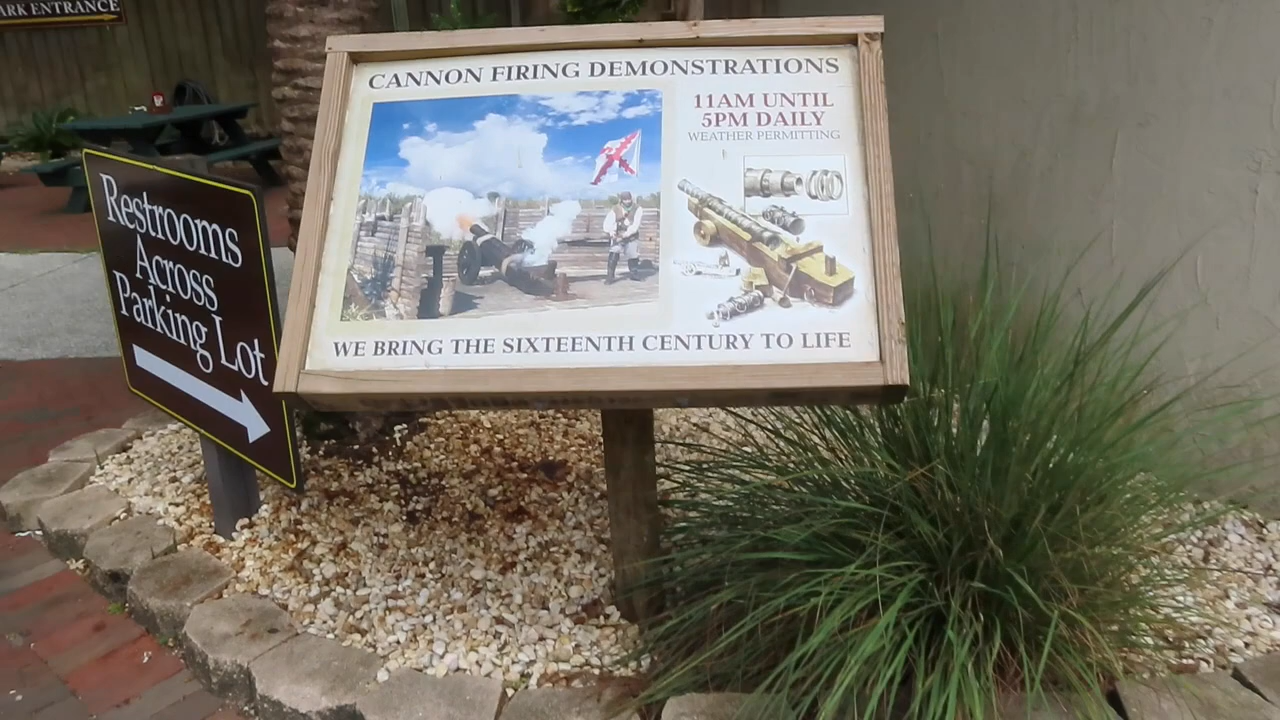 ARK ENTRANCE
CANNON FIRING DEMONSTRATIONS
11AM UNTIL
5PM DAILY
WEATHER PERMITTING
WE BRING THE SIXTEENTH CENTURY TO LIFE
Restrooms
Across
Parking Lot